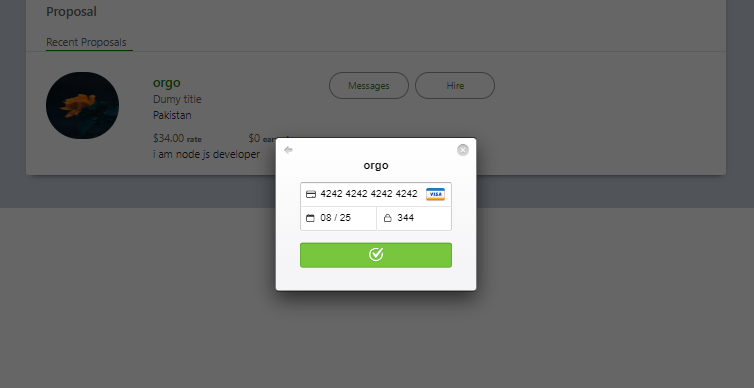 Proposal
Recent Proposals
orgo
Dumy title
Pakistan
$34.00 rate $0
i am node js developer
Messages Hire
orgo
4242 4242 4242 4242 VISA
08 / 25 344